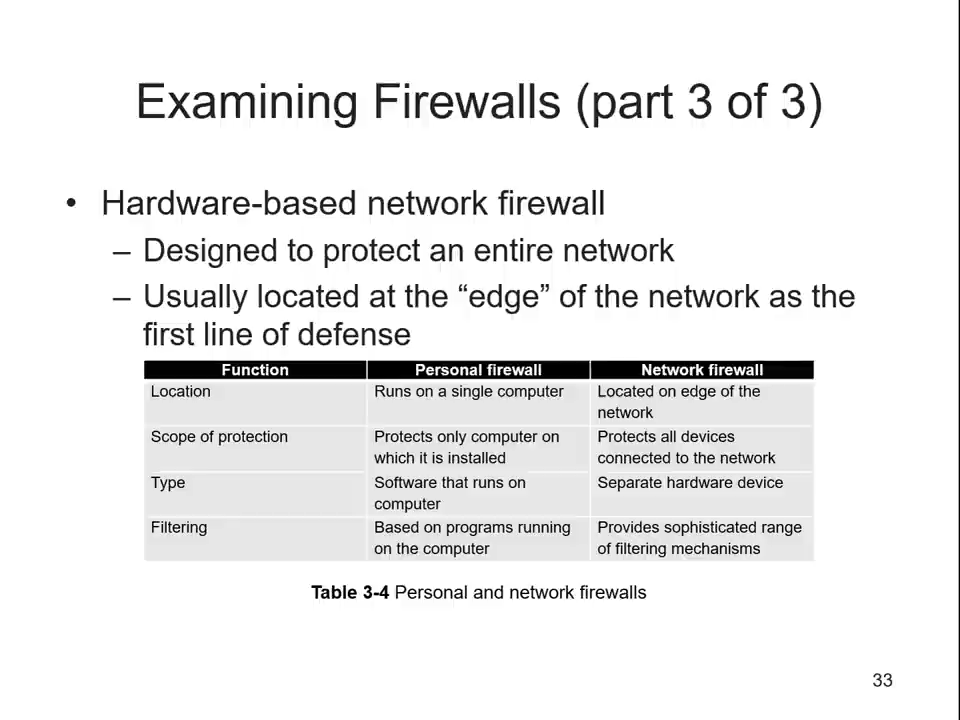 Examining Firewalls (part 3 of 3)
• Hardware-based network firewall
– Designed to protect an entire network
– Usually located at the “edge” of the network as the
first line of defense
Function Personal firewall Network firewall
Location Runs on a single computer Located on edge of the
network
Scope of protection Protects only computer on Protects all devices
which it is installed connected to the network
Type Software that runs on Separate hardware device
computer
Filtering Based on programs running Provides sophisticated range
on the computer of filtering mechanisms
Table 3-4 Personal and network firewalls
33